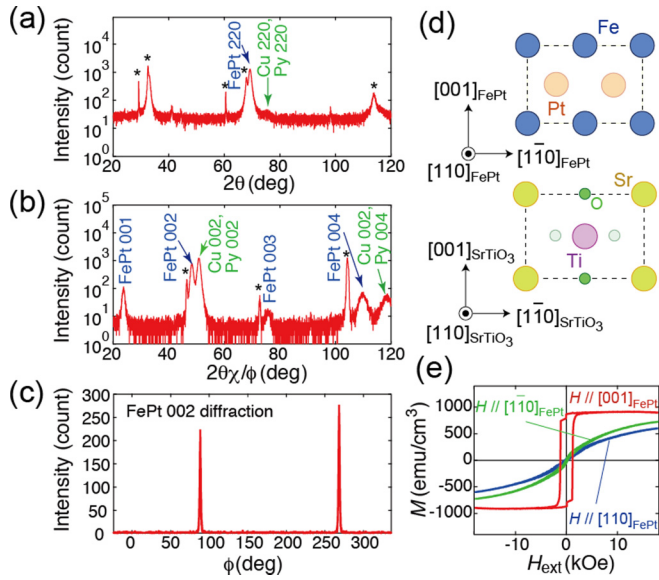 (a)
Intensity (count)
10^5
10^4
10^3
10^2
10^1
10^0
*
*
*
*
*
FePt 220
Cu 220,
Py 220
20
40
60
80
100
120
2θ (deg)
(b)
Intensity (count)
10^5
10^4
10^3
10^2
10^1
10^0
FePt 001
FePt 002
*
Cu 002,
Py 002
*
FePt 003
*
FePt 004
Cu 002,
Py 004
20
40
60
80
100
120
2θχ/ϕ (deg)
(c)
Intensity (count)
300
250
200
150
100
50
0
FePt 002 diffraction
0
50
100
150
200
250
300
ϕ(deg)
(d)
Fe
Pt
[001]FePt
[110]FePt
[11̄0]FePt
Sr
O
Ti
[001]SrTiO3
[110]SrTiO3
[11̄0]SrTiO3
(e)
M (emu/cm^3)
1000
500
0
-500
-1000
H // [001]FePt
H // [11̄0]FePt
H // [110]FePt
-10
0
10
Hext (kOe)